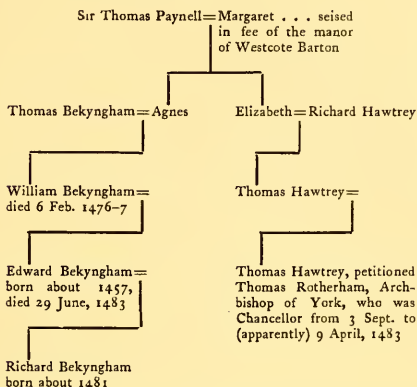 Sir Thomas Paynell=Margaret . . . seised
in fee of the manor
of Westcote Barton
Thomas Bekyngham=Agnes
Elizabeth=Richard Hawtrey
William Bekyngham=
died 6 Feb. 1476–7
Thomas Hawtrey=
Edward Bekyngham=
born about 1457,
died 29 June, 1483
Thomas Hawtrey, petitioned
Thomas Rotherham, Arch-
bishop of York, who was
Chancellor from 3 Sept. to
(apparently) 9 April, 1483
Richard Bekyngham
born about 1481